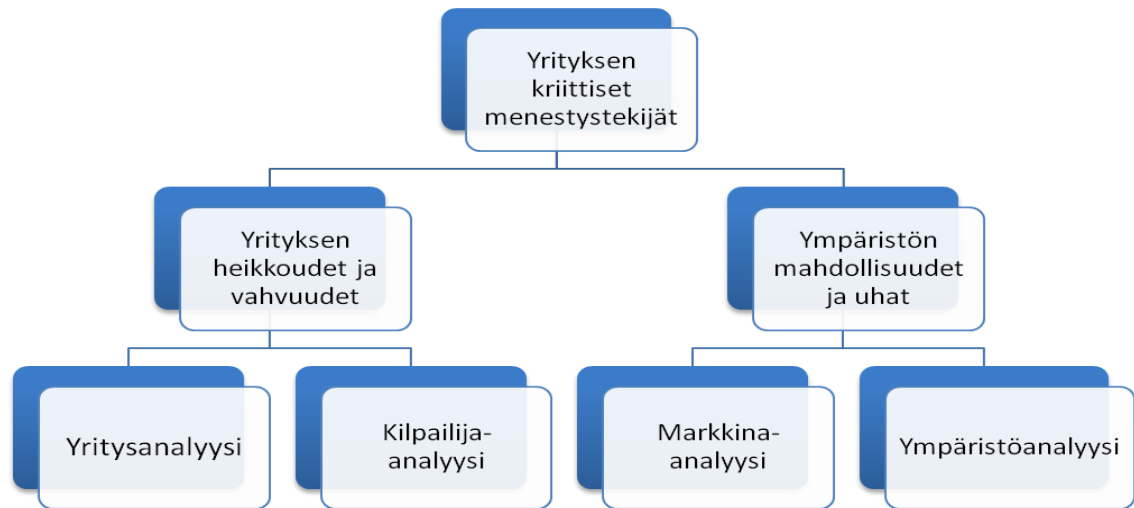 Yrityksen
kriittiset
menestystekijät
Yrityksen
heikkoudet ja
vahvuudet
Ympäristön
mahdollisuudet
ja uhat
Yritysanalyysi
Kilpailija-
analyysi
Markkina-
analyysi
Ympäristöanalyysi